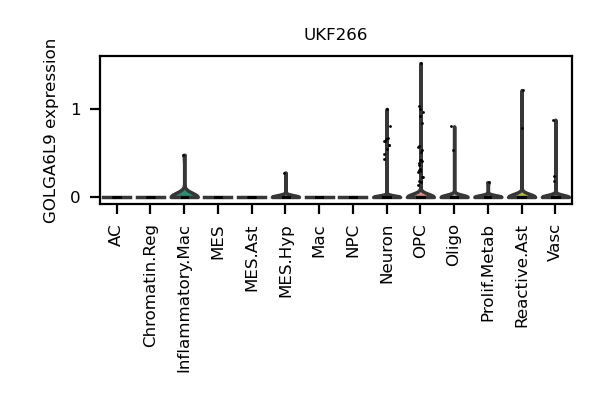 UKF266
GOLGA6L9 expression
1
0
AC
Chromatin.Reg
Inflammatory.Mac
MES
MES.Ast
MES.Hyp
Mac
NPC
Neuron
OPC
Oligo
Prolif.Metab
Reactive.Ast
Vasc